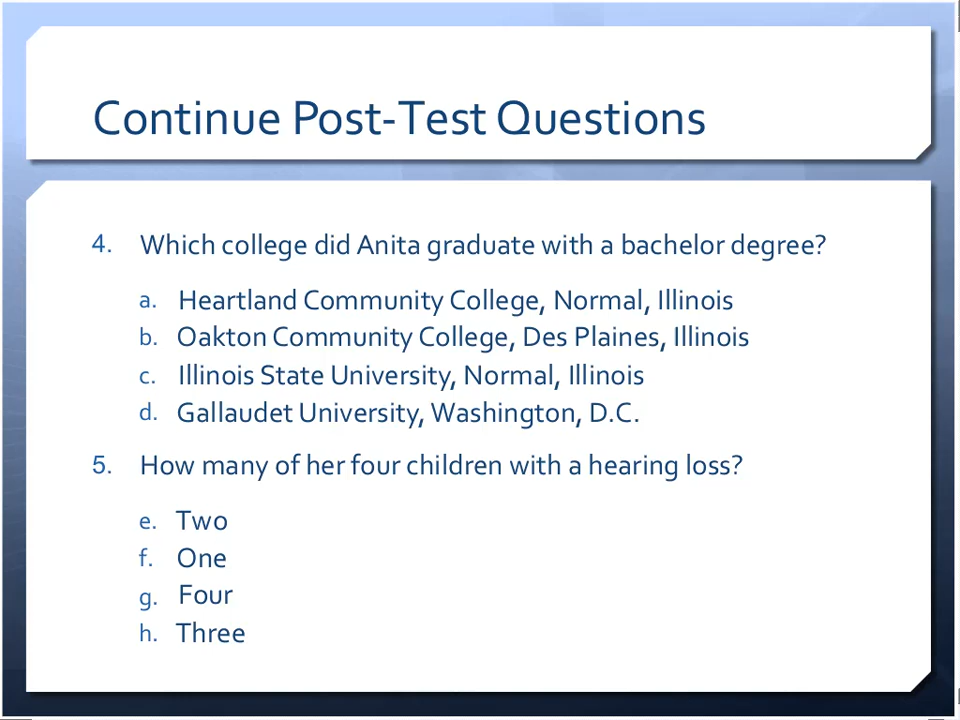 Continue Post-Test Questions
4. Which college did Anita graduate with a bachelor degree?
a. Heartland Community College, Normal, Illinois
b. Oakton Community College, Des Plaines, Illinois
c. Illinois State University, Normal, Illinois
d. Gallaudet University, Washington, D.C.
5. How many of her four children with a hearing loss?
e. Two
f. One
g. Four
h. Three